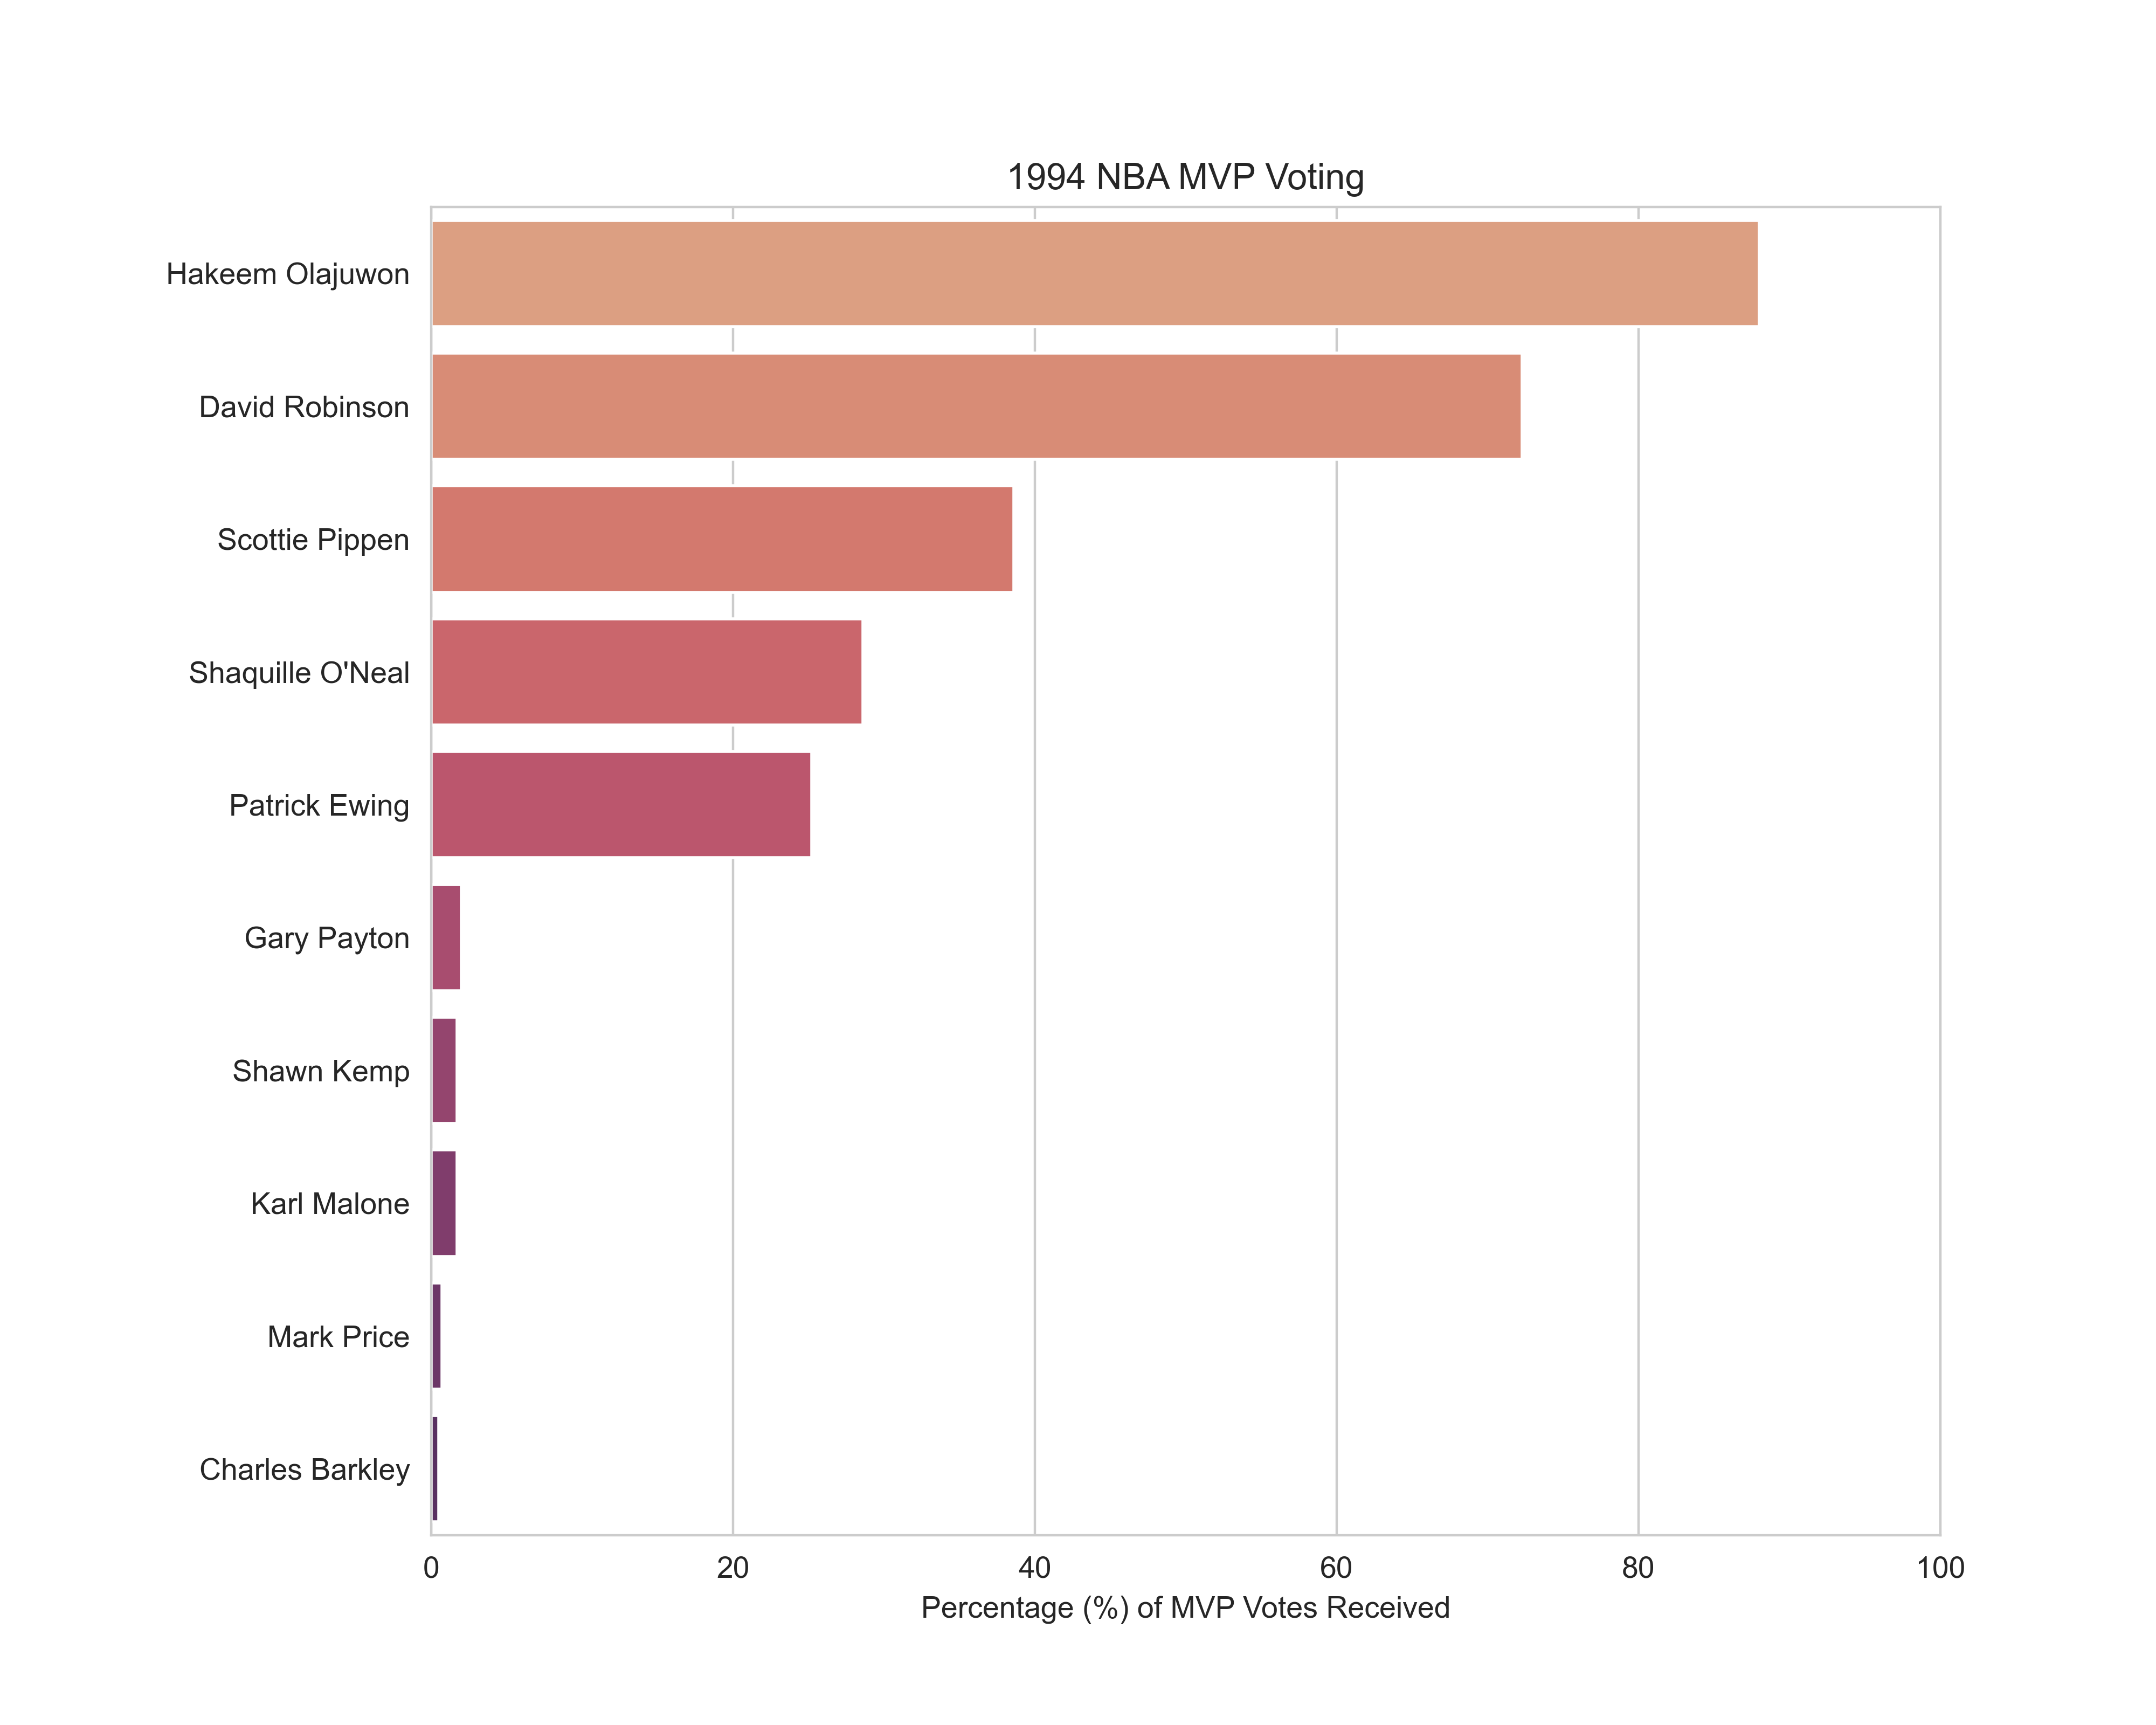 1994 NBA MVP Voting
Hakeem Olajuwon
David Robinson
Scottie Pippen
Shaquille O'Neal
Patrick Ewing
Gary Payton
Shawn Kemp
Karl Malone
Mark Price
Charles Barkley
0 20 40 60 80 100
Percentage (%) of MVP Votes Received